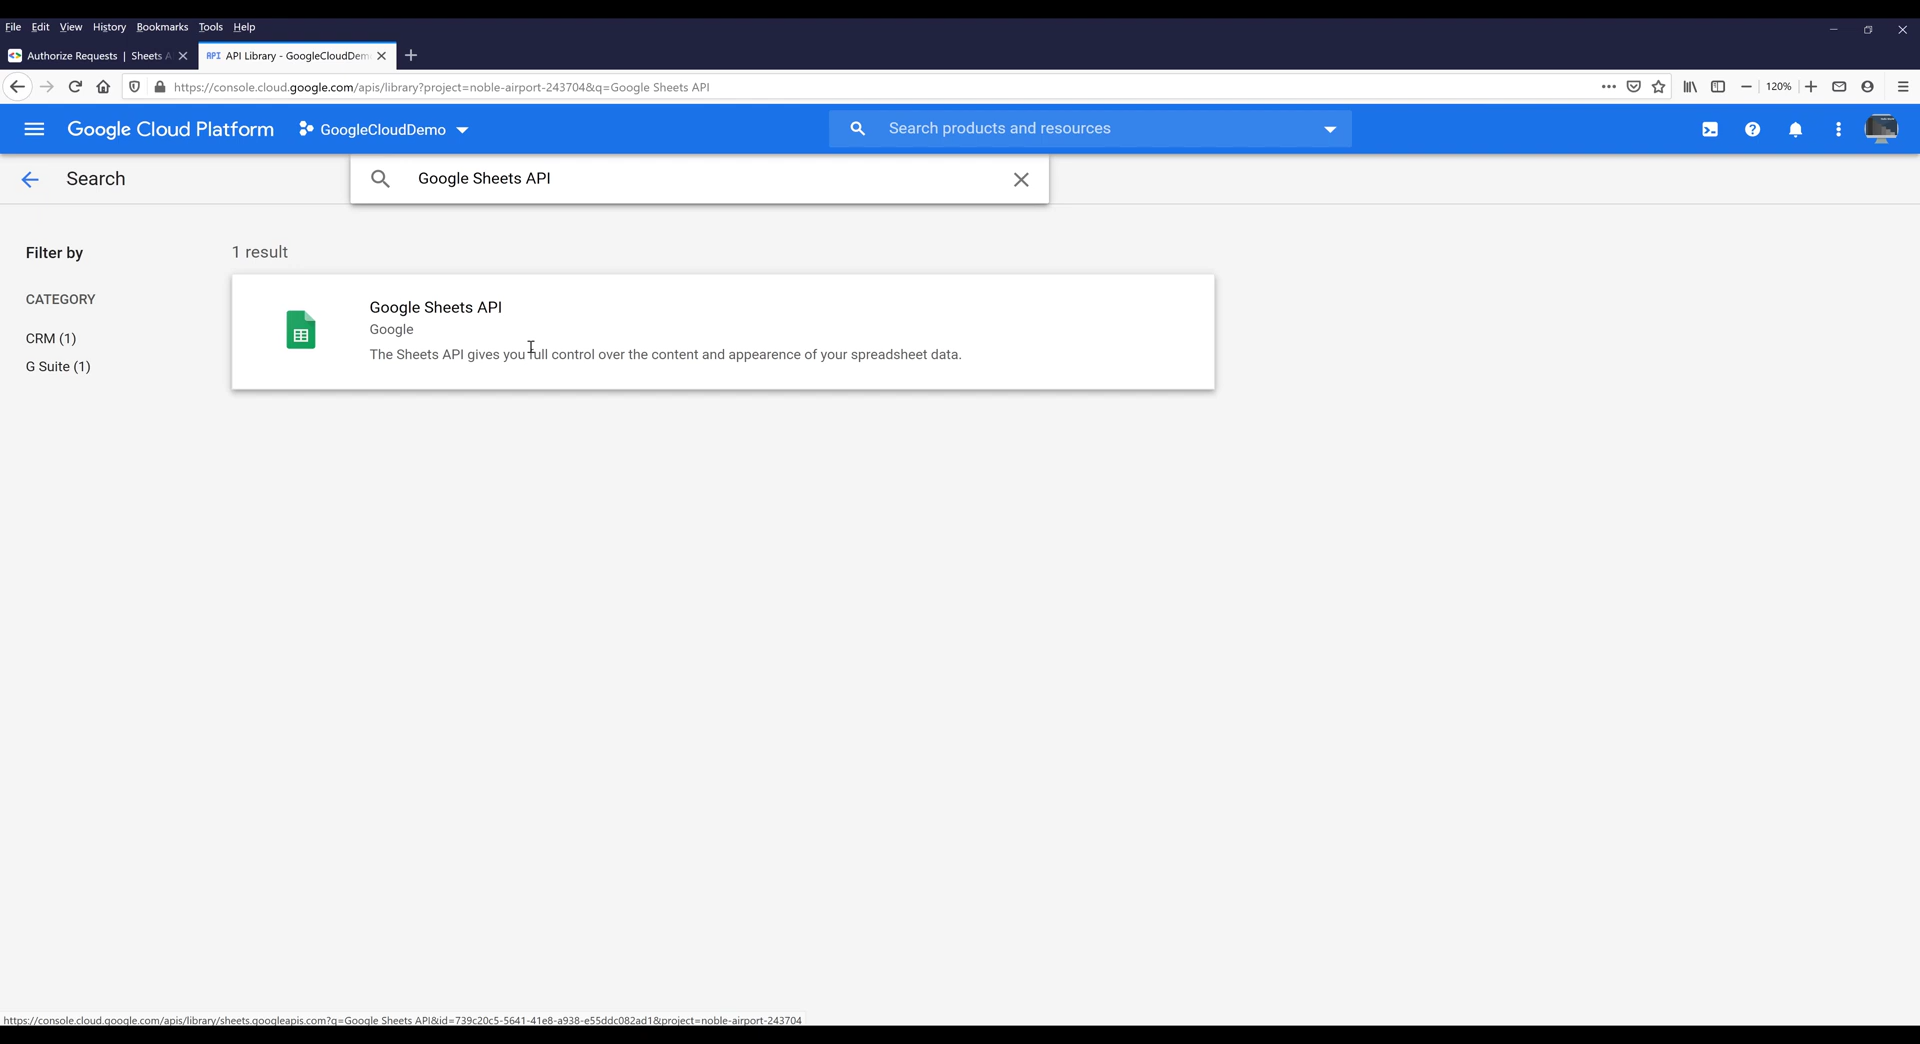 File Edit View History Bookmarks Tools Help
Authorize Requests | Sheets A
API API Library - GoogleCloudDem
https://console.cloud.google.com/apis/library?project=noble-airport-243704&q=Google Sheets API
120%
Google Cloud Platform
GoogleCloudDemo
Search products and resources
Search
Google Sheets API
Filter by
1 result
CATEGORY
CRM (1)
G Suite (1)
Google Sheets API
Google
The Sheets API gives you full control over the content and appearence of your spreadsheet data.
https://console.cloud.google.com/apis/library/sheets.googleapis.com?q=Google Sheets API&id=739c20c5-5641-41e8-a938-e55ddc082ad1&project=noble-airport-243704